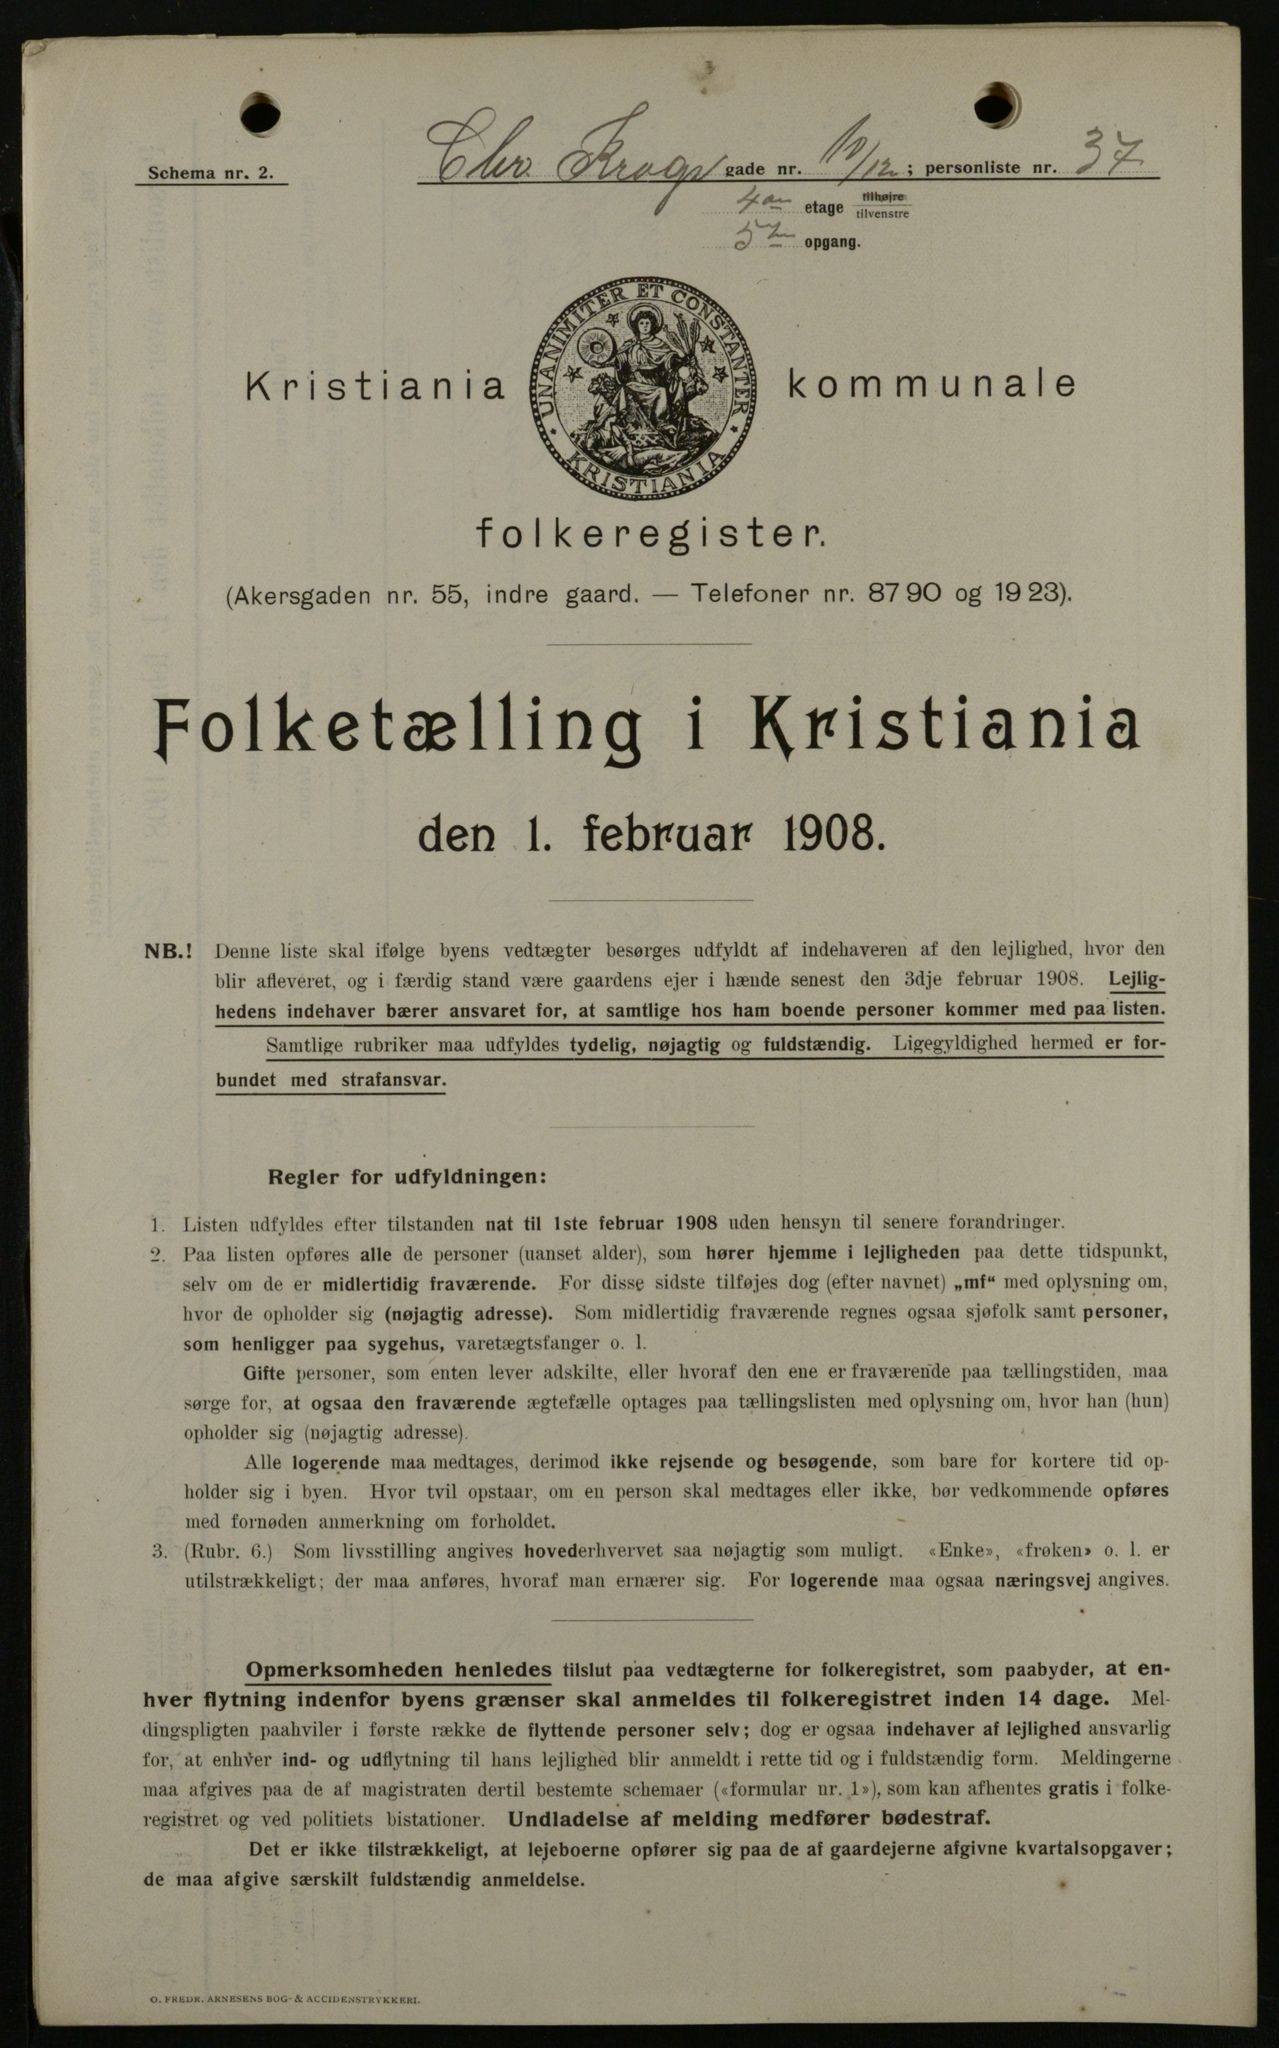 Schema nr. 2.
Chr. Krogs gade nr. 10/12 ; personliste nr. 37
4de etage tilhøjre
tilvenstre
5te opgang.
UNANIMITER ET CONSTANTER
KRISTIANIA
Kristiania kommunale
folkeregister.
(Akersgaden nr. 55, indre gaard. — Telefoner nr. 87 90 og 19 23).
Folketælling i Kristiania
den 1. februar 1908.
NB.! Denne liste skal ifølge byens vedtægter besørges udfyldt af indehaveren af den lejlighed, hvor den
blir afleveret, og i færdig stand være gaardens ejer i hænde senest den 3dje februar 1908. Lejlig-
hedens indehaver bærer ansvaret for, at samtlige hos ham boende personer kommer med paa listen.
Samtlige rubriker maa udfyldes tydelig, nøjagtig og fuldstændig. Ligegyldighed hermed er for-
bundet med strafansvar.
Regler for udfyldningen:
1. Listen udfyldes efter tilstanden nat til 1ste februar 1908 uden hensyn til senere forandringer.
2. Paa listen opføres alle de personer (uanset alder), som hører hjemme i lejligheden paa dette tidspunkt,
selv om de er midlertidig fraværende. For disse sidste tilføjes dog (efter navnet) „mf“ med oplysning om,
hvor de opholder sig (nøjagtig adresse). Som midlertidig fraværende regnes ogsaa sjøfolk samt personer,
som henligger paa sygehus, varetægtsfanger o. l.
Gifte personer, som enten lever adskilte, eller hvoraf den ene er fraværende paa tællingstiden, maa
sørge for, at ogsaa den fraværende ægtefælle optages paa tællingslisten med oplysning om, hvor han (hun)
opholder sig (nøjagtig adresse).
Alle logerende maa medtages, derimod ikke rejsende og besøgende, som bare for kortere tid op-
holder sig i byen. Hvor tvil opstaar, om en person skal medtages eller ikke, bør vedkommende opføres
med fornøden anmerkning om forholdet.
3. (Rubr. 6.) Som livsstilling angives hovederhvervet saa nøjagtig som muligt. «Enke», «frøken» o. l. er
utilstrækkeligt; der maa anføres, hvoraf man ernærer sig. For logerende maa ogsaa næringsvej angives.
Opmerksomheden henledes tilslut paa vedtægterne for folkeregistret, som paabyder, at en-
hver flytning indenfor byens grænser skal anmeldes til folkeregistret inden 14 dage. Mel-
dingspligten paahviler i første række de flyttende personer selv; dog er ogsaa indehaver af lejlighed ansvarlig
for, at enhver ind- og udflytning til hans lejlighed blir anmeldt i rette tid og i fuldstændig form. Meldingerne
maa afgives paa de af magistraten dertil bestemte schemaer («formular nr. 1»), som kan afhentes gratis i folke-
registret og ved politiets bistationer. Undladelse af melding medfører bødestraf.
Det er ikke tilstrækkeligt, at lejeboerne opfører sig paa de af gaardejerne afgivne kvartalsopgaver;
de maa afgive særskilt fuldstændig anmeldelse.
O. FREDR. ARNESENS BOG- & ACCIDENSTRYKKERI.